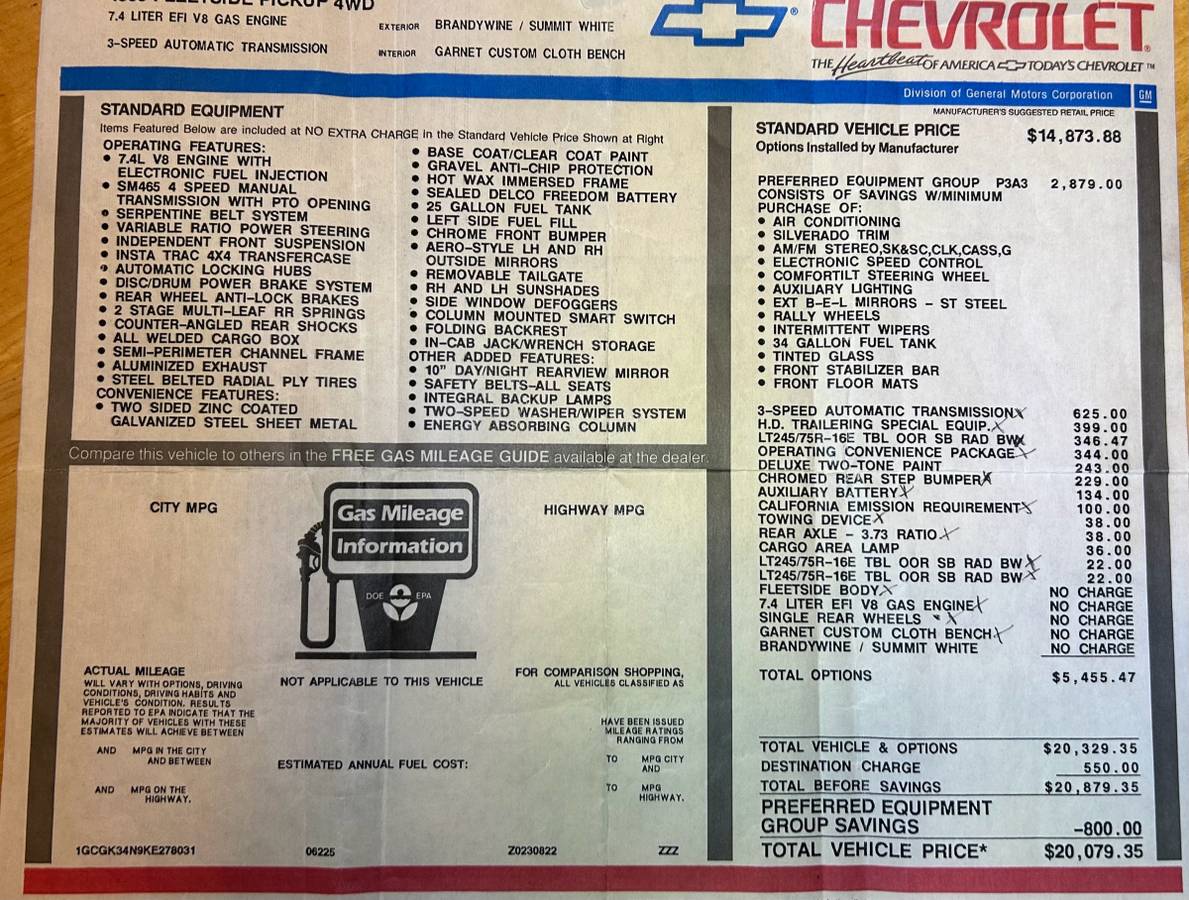 FLEETSIDE PICKUP 4WD
7.4 LITER EFI V8 GAS ENGINE
3-SPEED AUTOMATIC TRANSMISSION
EXTERIOR BRANDYWINE / SUMMIT WHITE
INTERIOR GARNET CUSTOM CLOTH BENCH
CHEVROLET®
THE Heartbeat OF AMERICA TODAY'S CHEVROLET™
Division of General Motors Corporation GM
STANDARD EQUIPMENT
Items Featured Below are included at NO EXTRA CHARGE in the Standard Vehicle Price Shown at Right
OPERATING FEATURES:
• 7.4L V8 ENGINE WITH
ELECTRONIC FUEL INJECTION
• SM465 4 SPEED MANUAL
TRANSMISSION WITH PTO OPENING
• SERPENTINE BELT SYSTEM
• VARIABLE RATIO POWER STEERING
• INDEPENDENT FRONT SUSPENSION
• INSTA TRAC 4X4 TRANSFERCASE
• AUTOMATIC LOCKING HUBS
• DISC/DRUM POWER BRAKE SYSTEM
• REAR WHEEL ANTI-LOCK BRAKES
• 2 STAGE MULTI-LEAF RR SPRINGS
• COUNTER-ANGLED REAR SHOCKS
• ALL WELDED CARGO BOX
• SEMI-PERIMETER CHANNEL FRAME
• ALUMINIZED EXHAUST
• STEEL BELTED RADIAL PLY TIRES
CONVENIENCE FEATURES:
• TWO SIDED ZINC COATED
GALVANIZED STEEL SHEET METAL
• BASE COAT/CLEAR COAT PAINT
• GRAVEL ANTI-CHIP PROTECTION
• HOT WAX IMMERSED FRAME
• SEALED DELCO FREEDOM BATTERY
• 25 GALLON FUEL TANK
• LEFT SIDE FUEL FILL
• CHROME FRONT BUMPER
• AERO-STYLE LH AND RH
OUTSIDE MIRRORS
• REMOVABLE TAILGATE
• RH AND LH SUNSHADES
• SIDE WINDOW DEFOGGERS
• COLUMN MOUNTED SMART SWITCH
• FOLDING BACKREST
• IN-CAB JACK/WRENCH STORAGE
OTHER ADDED FEATURES:
• 10" DAY/NIGHT REARVIEW MIRROR
• SAFETY BELTS-ALL SEATS
• INTEGRAL BACKUP LAMPS
• TWO-SPEED WASHER/WIPER SYSTEM
• ENERGY ABSORBING COLUMN
Compare this vehicle to others in the FREE GAS MILEAGE GUIDE available at the dealer.
CITY MPG
Gas Mileage
Information
DOE EPA
HIGHWAY MPG
ACTUAL MILEAGE
WILL VARY WITH OPTIONS, DRIVING
CONDITIONS, DRIVING HABITS AND
VEHICLE'S CONDITION. RESULTS
REPORTED TO EPA INDICATE THAT THE
MAJORITY OF VEHICLES WITH THESE
ESTIMATES WILL ACHIEVE BETWEEN
AND MPG IN THE CITY
AND BETWEEN
AND MPG ON THE
HIGHWAY.
NOT APPLICABLE TO THIS VEHICLE
ESTIMATED ANNUAL FUEL COST:
FOR COMPARISON SHOPPING,
ALL VEHICLES CLASSIFIED AS
HAVE BEEN ISSUED
MILEAGE RATINGS
RANGING FROM
TO MPG CITY
AND
TO MPG
HIGHWAY.
1GCGK34N9KE278031 06225 Z0230822 ZZZ
MANUFACTURER'S SUGGESTED RETAIL PRICE
STANDARD VEHICLE PRICE $14,873.88
Options Installed by Manufacturer
PREFERRED EQUIPMENT GROUP P3A3 2,879.00
CONSISTS OF SAVINGS W/MINIMUM
PURCHASE OF:
• AIR CONDITIONING
• SILVERADO TRIM
• AM/FM STEREO,SK&SC,CLK,CASS,G
• ELECTRONIC SPEED CONTROL
• COMFORTILT STEERING WHEEL
• AUXILIARY LIGHTING
• EXT B-E-L MIRRORS - ST STEEL
• RALLY WHEELS
• INTERMITTENT WIPERS
• 34 GALLON FUEL TANK
• TINTED GLASS
• FRONT STABILIZER BAR
• FRONT FLOOR MATS
3-SPEED AUTOMATIC TRANSMISSION 625.00
H.D. TRAILERING SPECIAL EQUIP. 399.00
LT245/75R-16E TBL OOR SB RAD BW 346.47
OPERATING CONVENIENCE PACKAGE 344.00
DELUXE TWO-TONE PAINT 243.00
CHROMED REAR STEP BUMPER 229.00
AUXILIARY BATTERY 134.00
CALIFORNIA EMISSION REQUIREMENT 100.00
TOWING DEVICE 38.00
REAR AXLE - 3.73 RATIO 38.00
CARGO AREA LAMP 36.00
LT245/75R-16E TBL OOR SB RAD BW 22.00
LT245/75R-16E TBL OOR SB RAD BW 22.00
FLEETSIDE BODY NO CHARGE
7.4 LITER EFI V8 GAS ENGINE NO CHARGE
SINGLE REAR WHEELS NO CHARGE
GARNET CUSTOM CLOTH BENCH NO CHARGE
BRANDYWINE / SUMMIT WHITE NO CHARGE
TOTAL OPTIONS $5,455.47
TOTAL VEHICLE & OPTIONS $20,329.35
DESTINATION CHARGE 550.00
TOTAL BEFORE SAVINGS $20,879.35
PREFERRED EQUIPMENT
GROUP SAVINGS -800.00
TOTAL VEHICLE PRICE* $20,079.35